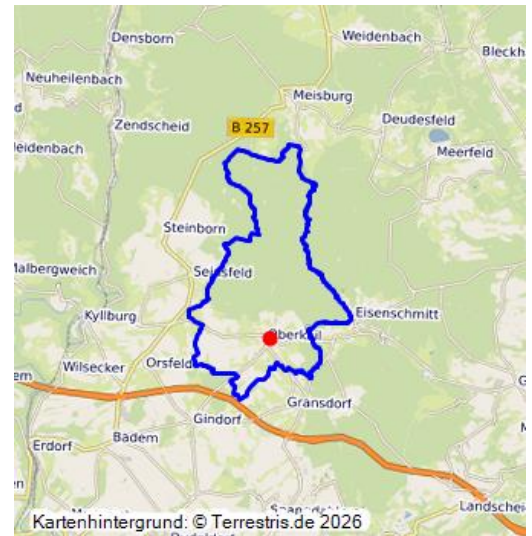 Densborn
Weidenbach
Bleckh
Neuheilenbach
Meisburg
Zendscheid
B 257
Deudesfeld
Meerfeld
eidenbach
Steinborn
Malbergweich
Seinsfeld
Kyllburg
Eisenschmitt
Oberkail
Wilsecker
Orsfeld
em
Gransdorf
Gindorf
Badem
Erdorf
Landschei
Kartenhintergrund: © Terrestris.de 2026